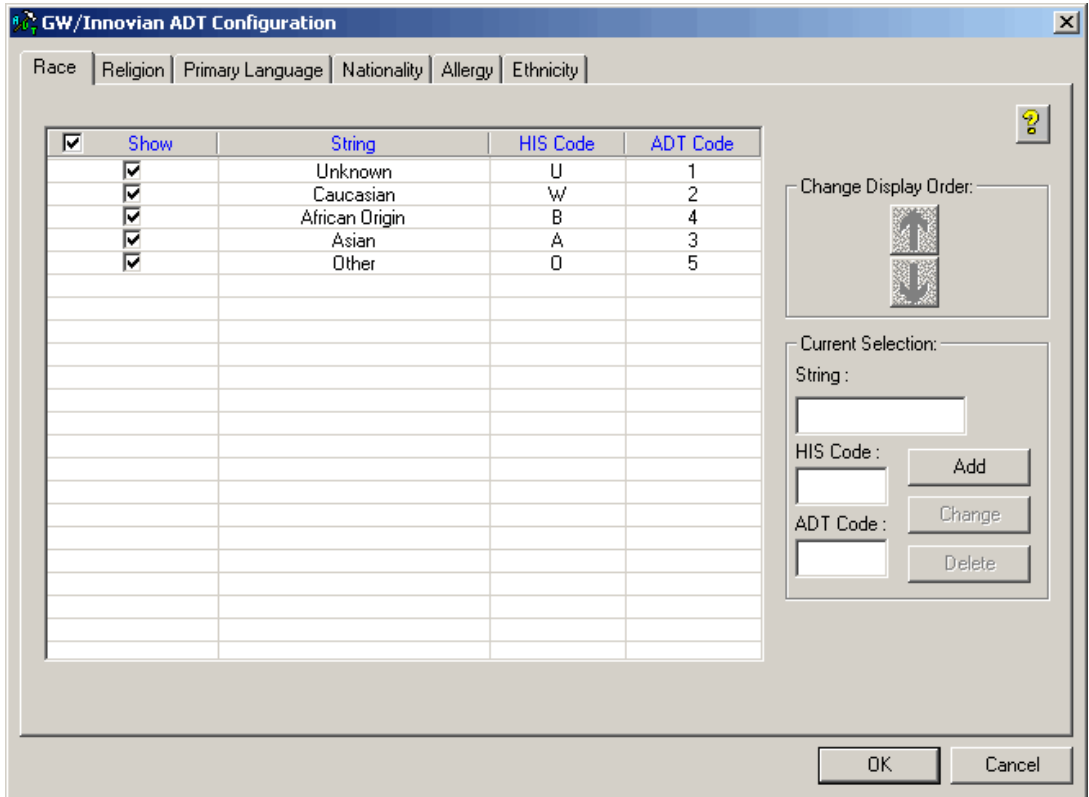 GW/Innovian ADT Configuration
Race Religion Primary Language Nationality Allergy Ethnicity
Show String HIS Code ADT Code
Unknown U 1
Caucasian W 2
African Origin B 4
Asian A 3
Other O 5
Change Display Order:
Current Selection:
String :
HIS Code :
Add
ADT Code :
Change
Delete
OK Cancel